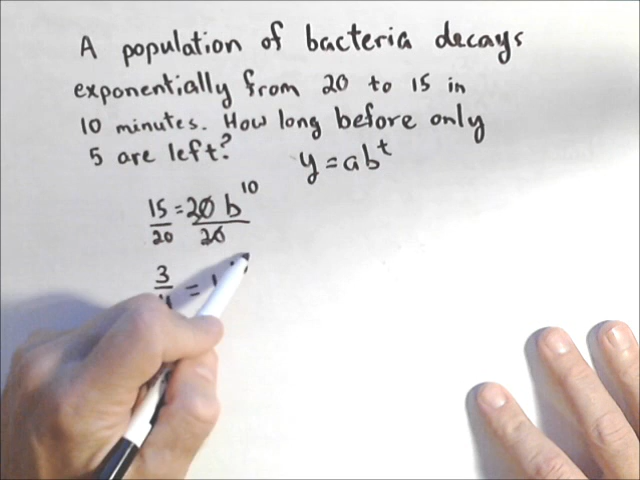 A population of bacteria decays
exponentially from 20 to 15 in
10 minutes. How long before only
5 are left?
y = ab^t
15 = 20 b^10
20 20
3 =